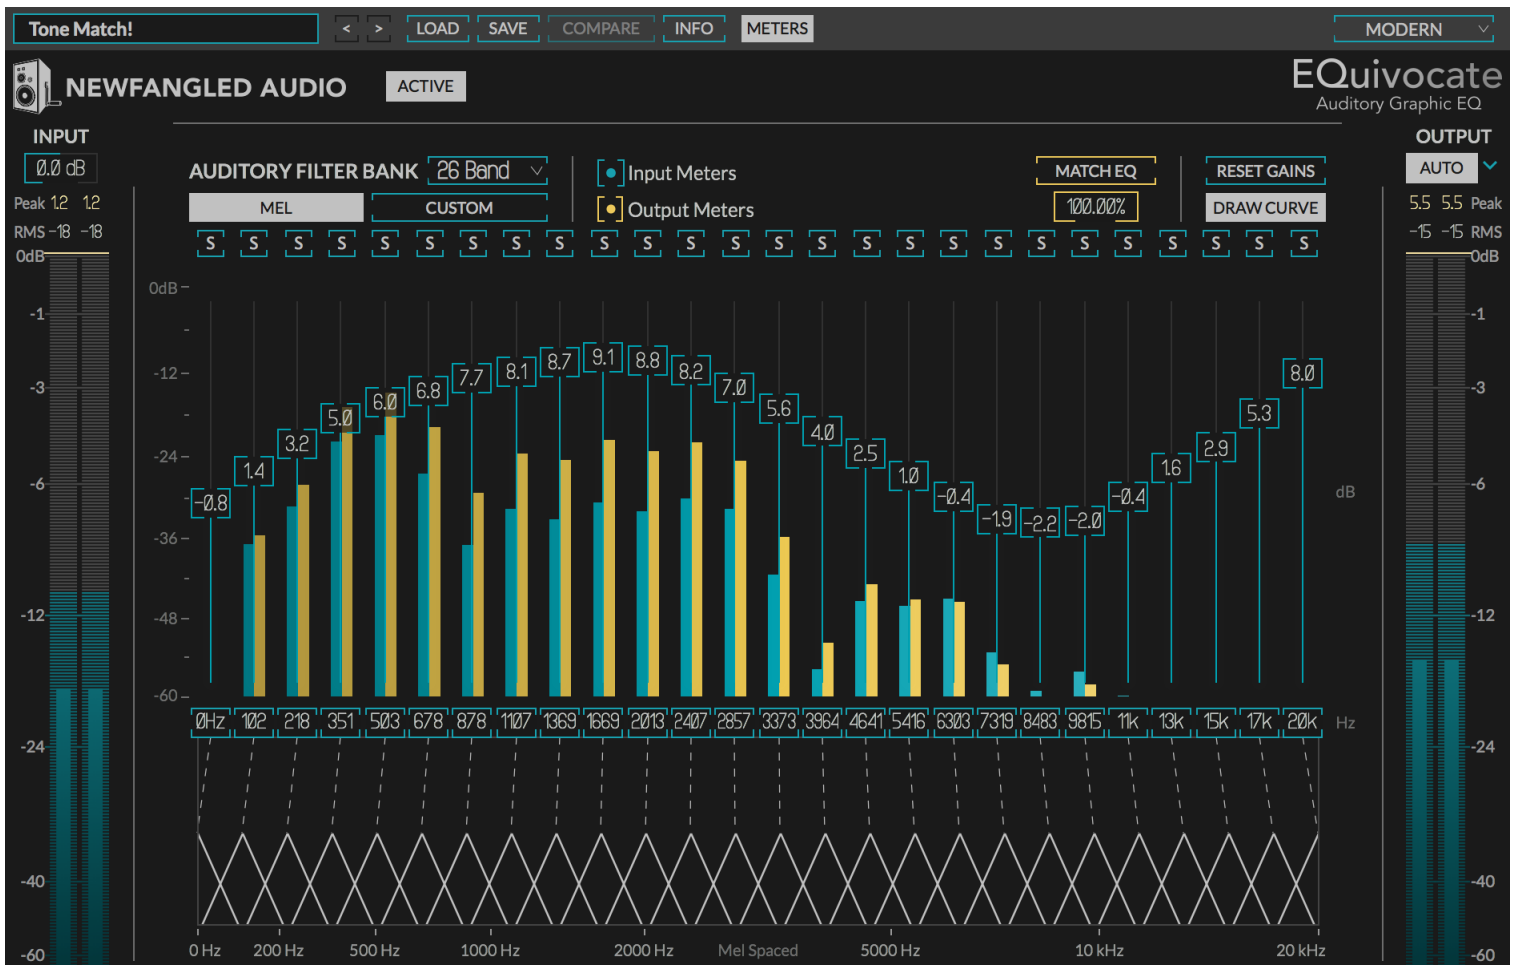 Tone Match! < > LOAD SAVE COMPARE INFO METERS MODERN
NEWFANGLED AUDIO ACTIVE EQuivocate
Auditory Graphic EQ
INPUT OUTPUT
0.0 dB AUDITORY FILTER BANK 26 Band Input Meters MATCH EQ RESET GAINS AUTO
Peak 1.2 1.2 MEL CUSTOM Output Meters 100.00% DRAW CURVE 5.5 5.5 Peak
RMS -18 -18 S S S S S S S S S S S S S S S S S S S S S S S S S S -15 -15 RMS
0dB 0dB
0dB
-1 -1
-12
-3 -3
-24
-6 -6
-36
-48
-60
-0.8 1.4 3.2 5.0 6.0 6.8 7.7 8.1 8.7 9.1 8.8 8.2 7.0 5.6 4.0 2.5 1.0 -0.4 -1.9 -2.2 -2.0 -0.4 1.6 2.9 5.3 8.0
dB
-12 -12
0Hz 102 218 351 503 678 878 1107 1369 1669 2013 2407 2857 3373 3964 4641 5416 6303 7319 8483 9815 11k 13k 15k 17k 20k Hz
-24 -24
-40 -40
0 Hz 200 Hz 500 Hz 1000 Hz 2000 Hz Mel Spaced 5000 Hz 10 kHz 20 kHz
-60 -60